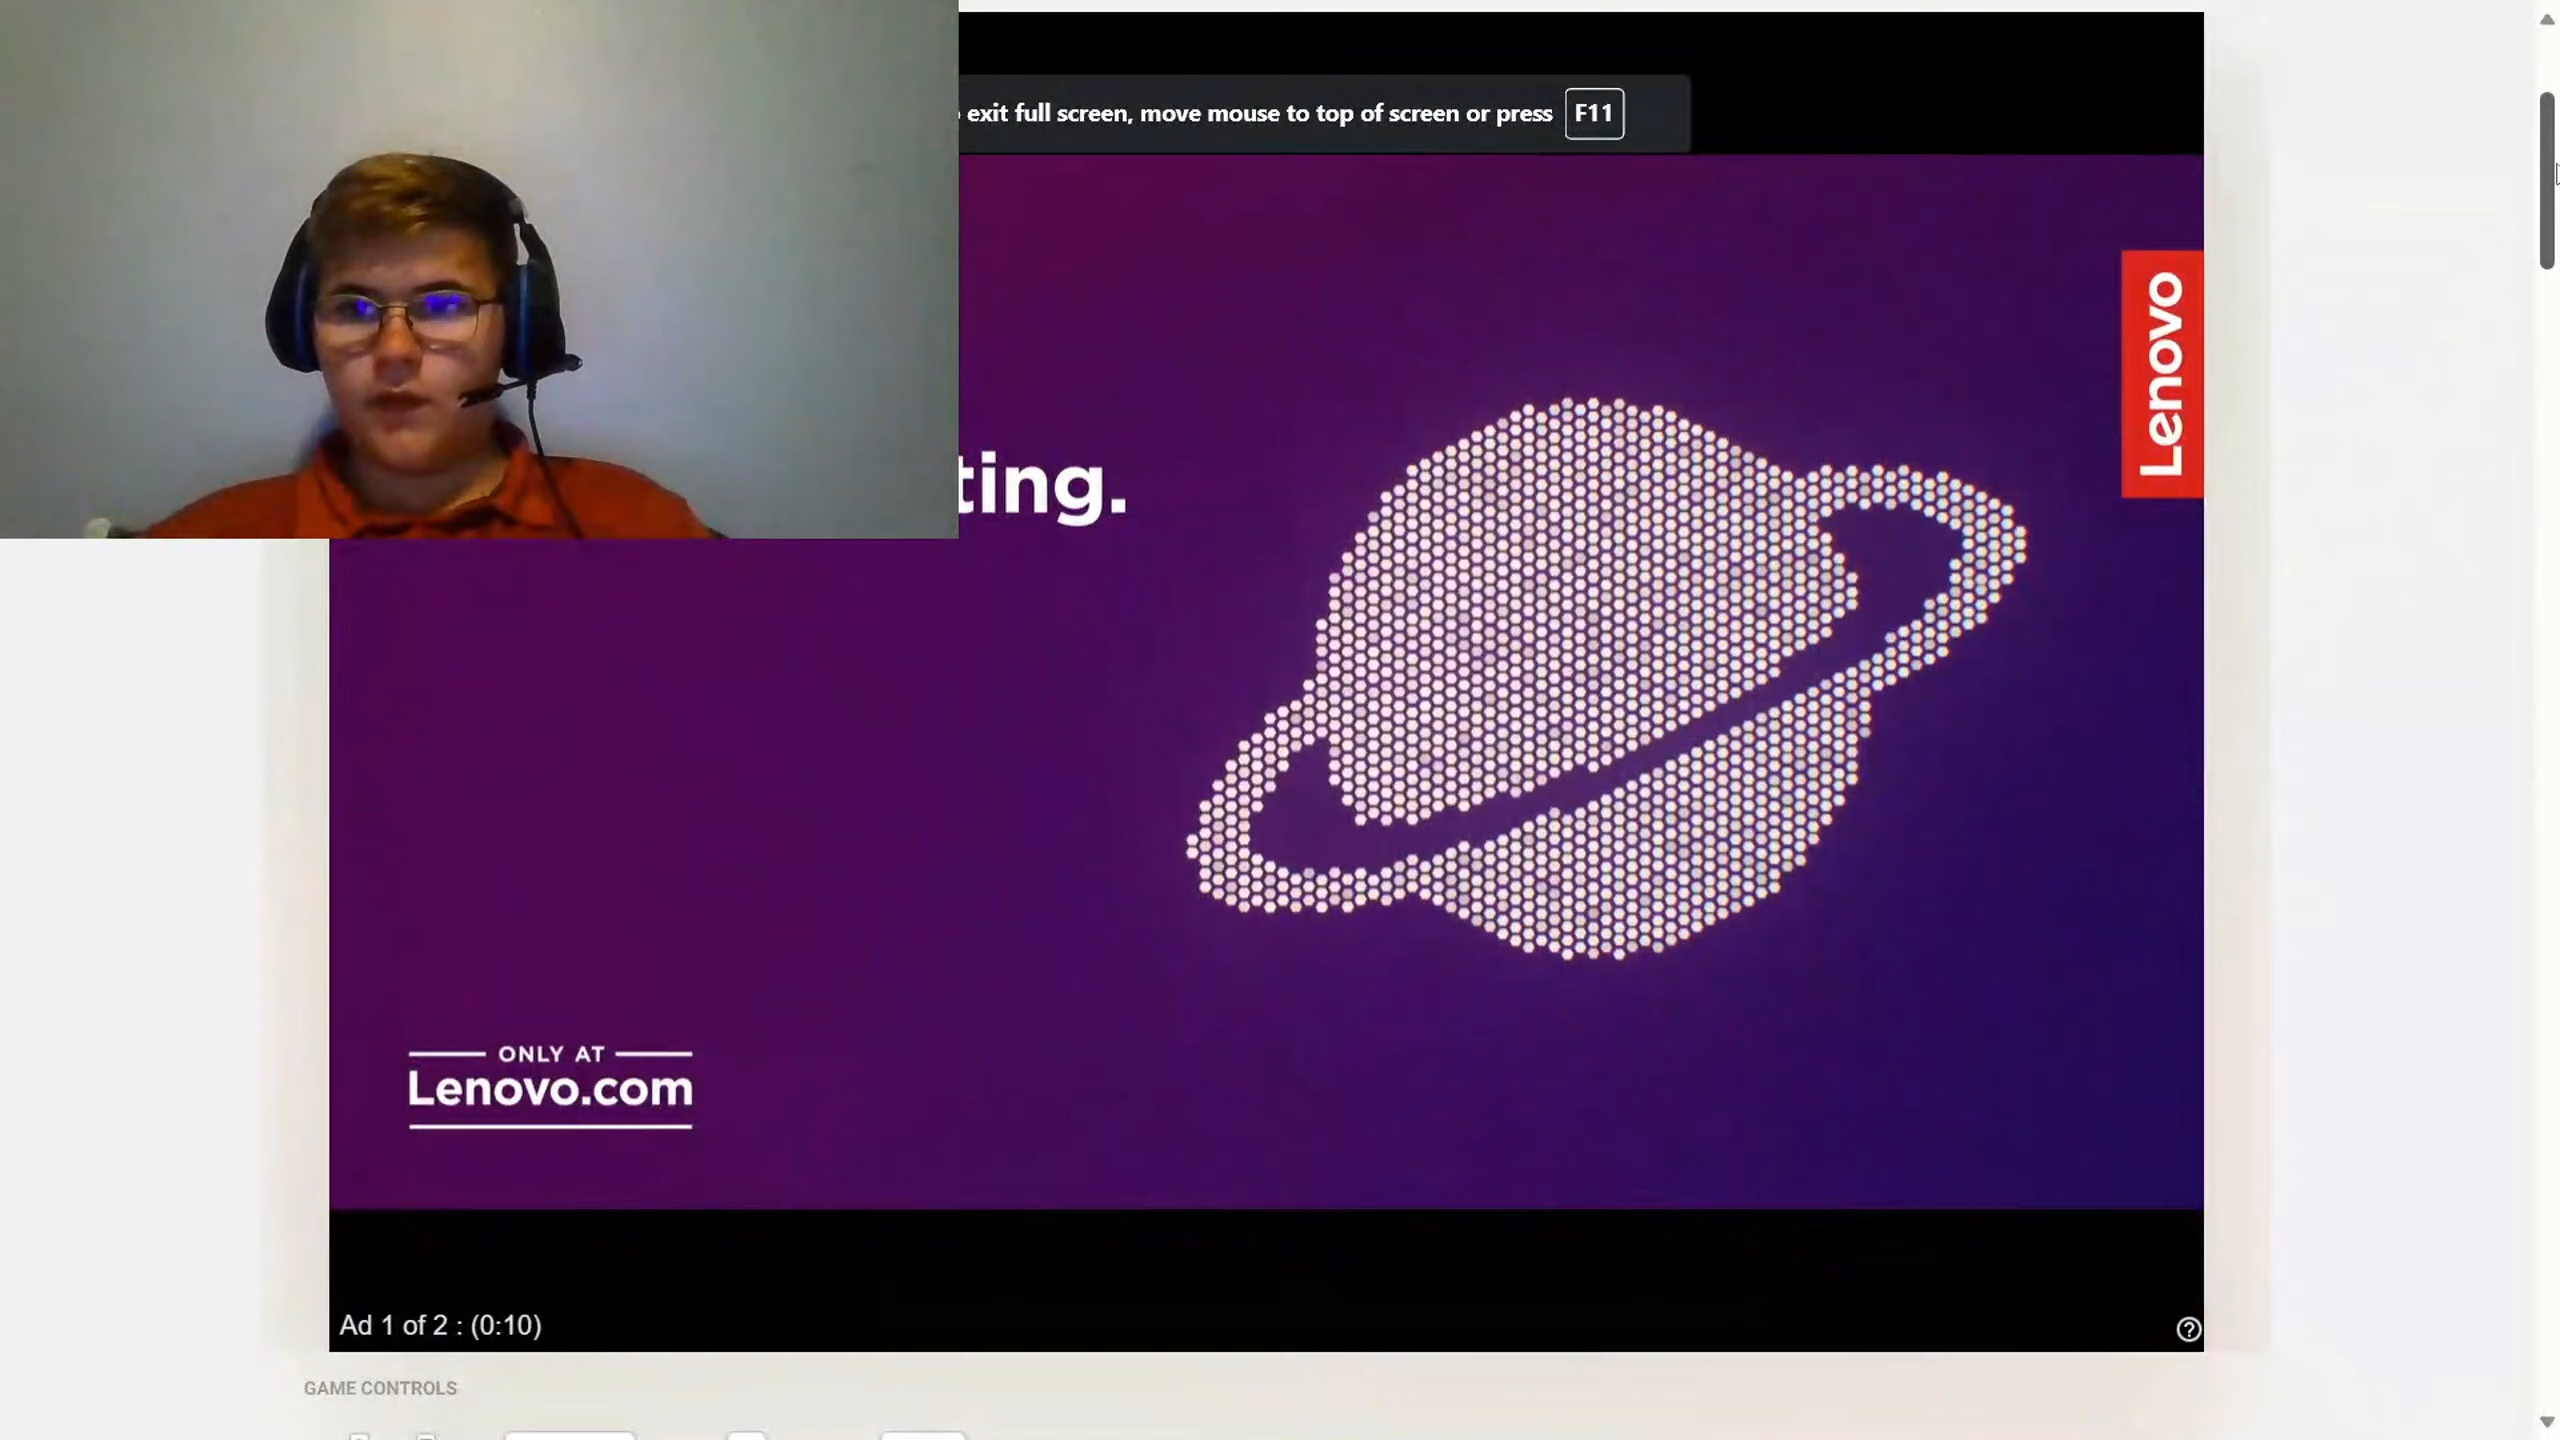 exit full screen, move mouse to top of screen or press F11
Lenovo
ting.
ONLY AT
Lenovo.com
Ad 1 of 2 : (0:10)
GAME CONTROLS